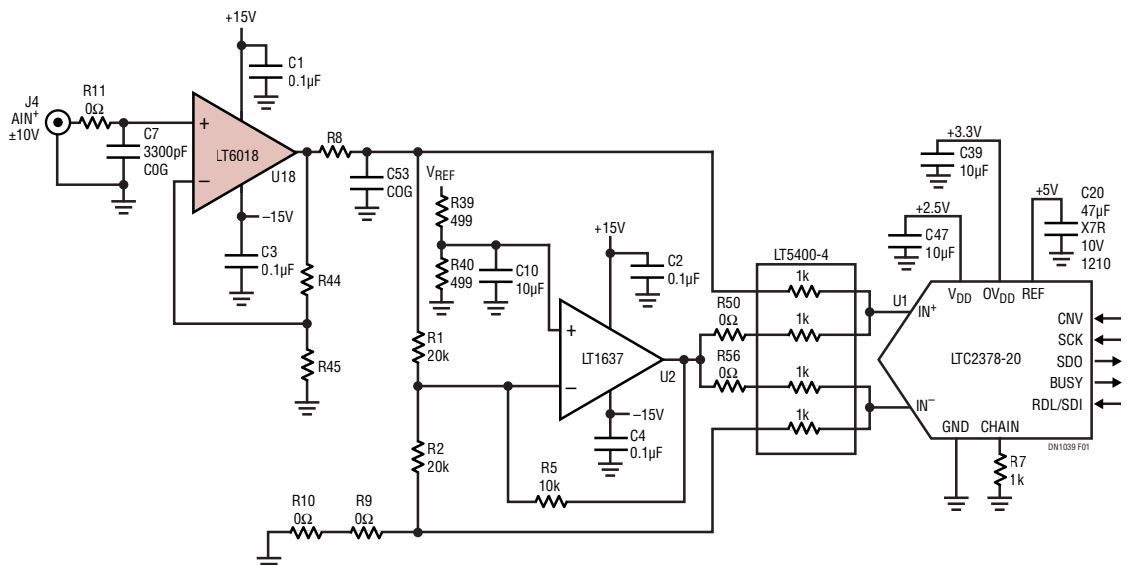 +15V
C1
0.1µF
R11
0Ω
J4
AIN+
±10V
C7
3300pF
COG
+
LT6018
–
U18
R8
C53
COG
–15V
C3
0.1µF
R44
R45
VREF
R39
499
R40
499
C10
10µF
R1
20k
R2
20k
R10
0Ω
R9
0Ω
+15V
C2
0.1µF
+
LT1637
–
U2
–15V
C4
0.1µF
R5
10k
R50
0Ω
R56
0Ω
LT5400-4
1k
1k
1k
1k
+3.3V
C39
10µF
+2.5V
C47
10µF
+5V
C20
47µF
X7R
10V
1210
U1
IN+
IN–
VDD
OVDD
REF
LTC2378-20
CNV
SCK
SDO
BUSY
RDL/SDI
GND
CHAIN
R7
1k
DN1039 F01